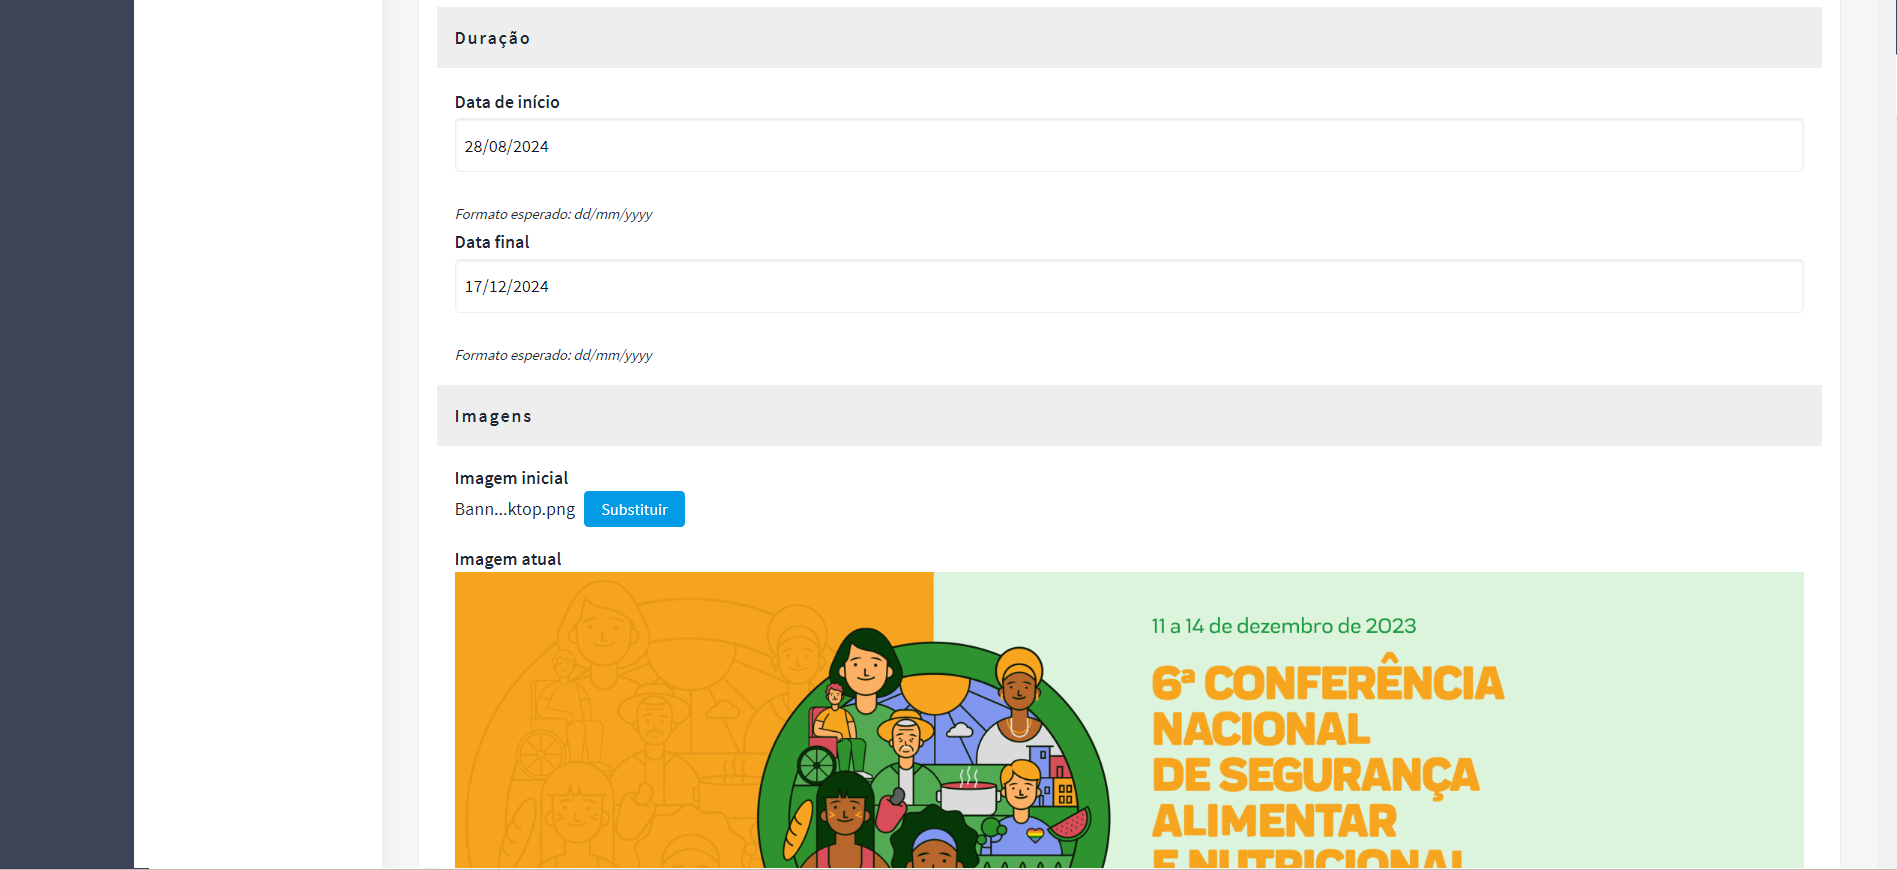 Duração
Data de início
28/08/2024
Formato esperado: dd/mm/yyyy
Data final
17/12/2024
Formato esperado: dd/mm/yyyy
Imagens
Imagem inicial
Bann...ktop.png Substituir
Imagem atual
11 a 14 de dezembro de 2023
6ª CONFERÊNCIA
NACIONAL
DE SEGURANÇA
ALIMENTAR
E NUTRICIONAL